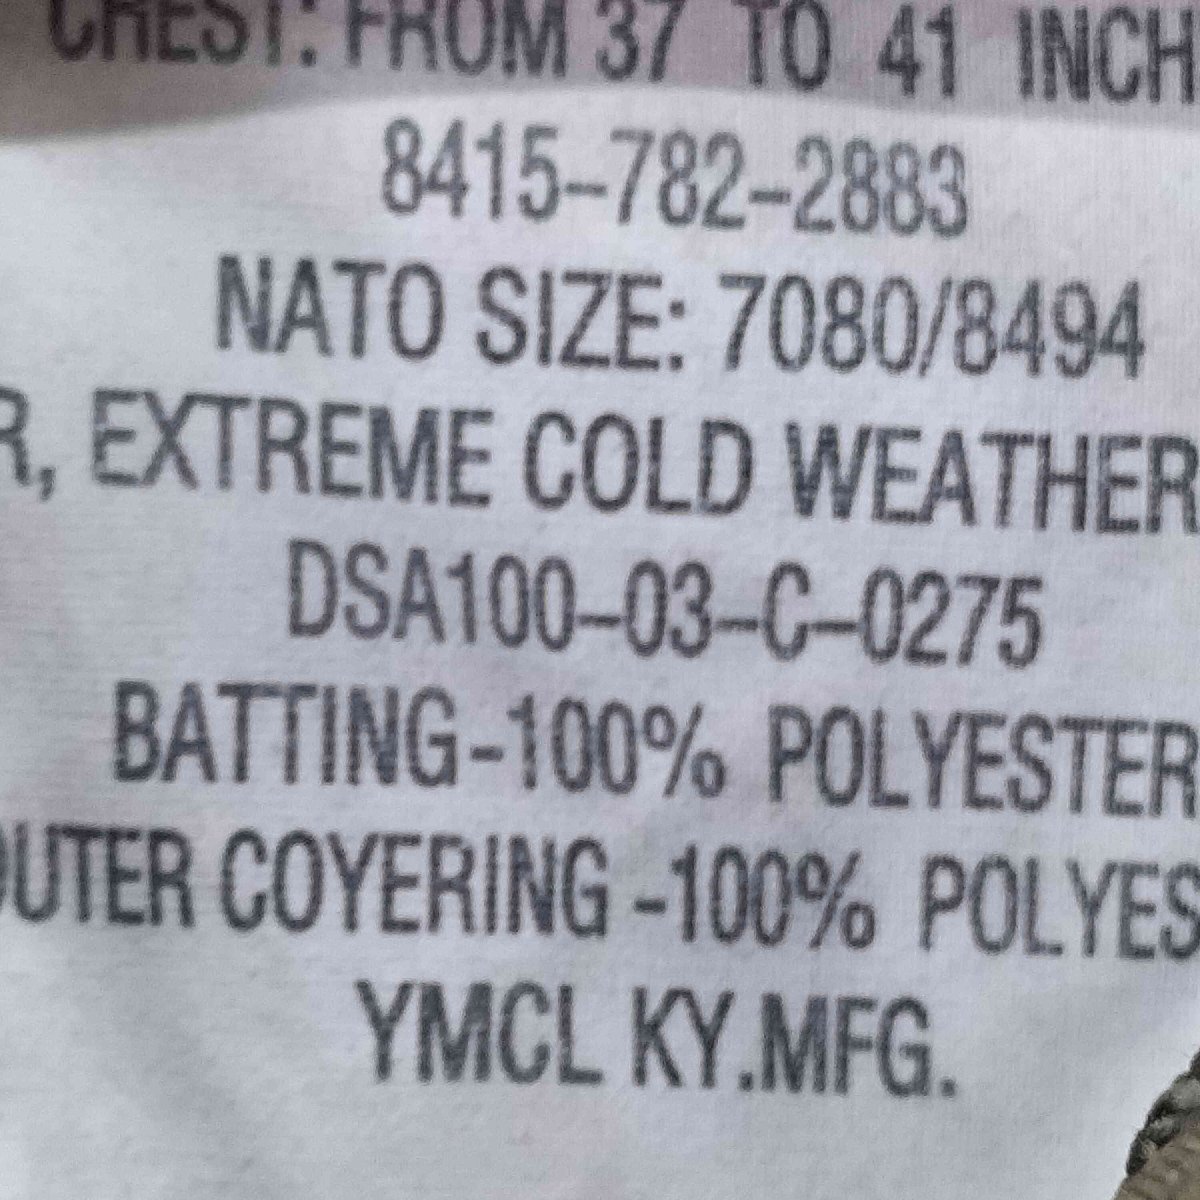 CHEST: FROM 37 TO 41 INCH
8415-782-2883
NATO SIZE: 7080/8494
R, EXTREME COLD WEATHER
DSA100-03-C-0275
BATTING-100% POLYESTER
OUTER COYERING -100% POLYES
YMCL KY.MFG.